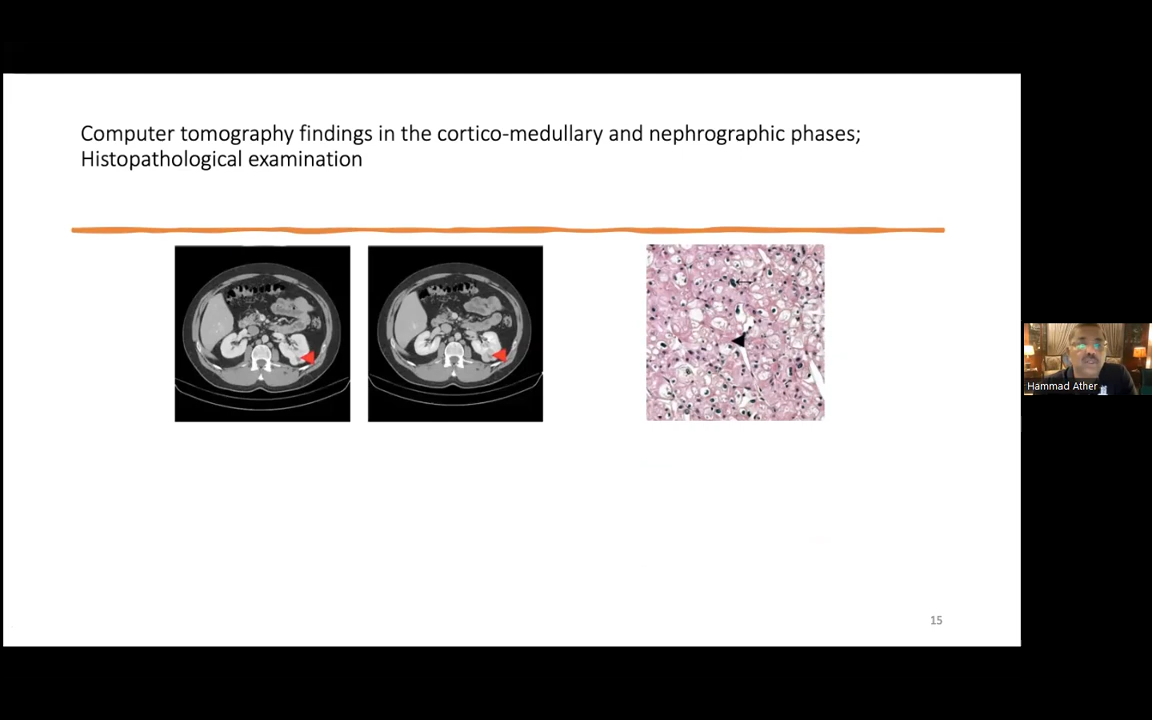 Computer tomography findings in the cortico-medullary and nephrographic phases;
Histopathological examination
Hammad Ather
15